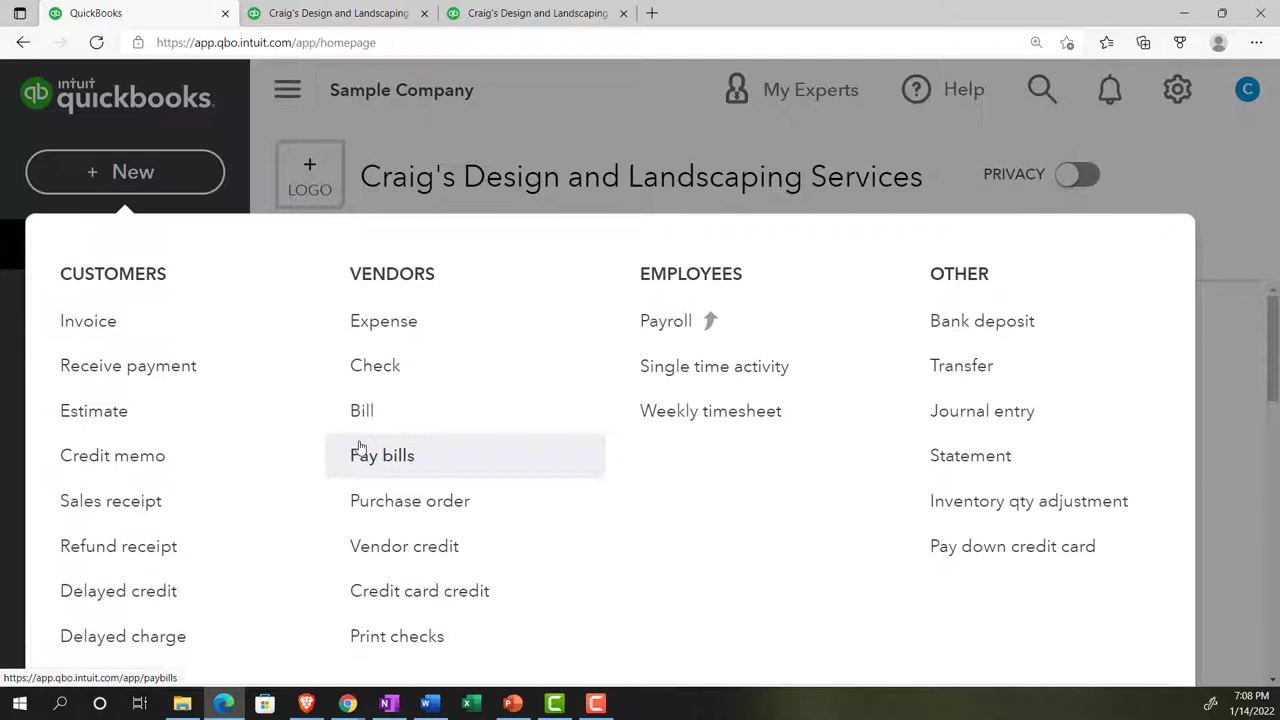 QuickBooks
Craig's Design and Landscaping
Craig's Design and Landscaping
https://app.qbo.intuit.com/app/homepage
intuit
quickbooks.
Sample Company
My Experts
Help
C
+ New
+
LOGO
Craig's Design and Landscaping Services
PRIVACY
CUSTOMERS
Invoice
Receive payment
Estimate
Credit memo
Sales receipt
Refund receipt
Delayed credit
Delayed charge
VENDORS
Expense
Check
Bill
Pay bills
Purchase order
Vendor credit
Credit card credit
Print checks
EMPLOYEES
Payroll
Single time activity
Weekly timesheet
OTHER
Bank deposit
Transfer
Journal entry
Statement
Inventory qty adjustment
Pay down credit card
https://app.qbo.intuit.com/app/paybills
7:08 PM
1/14/2022